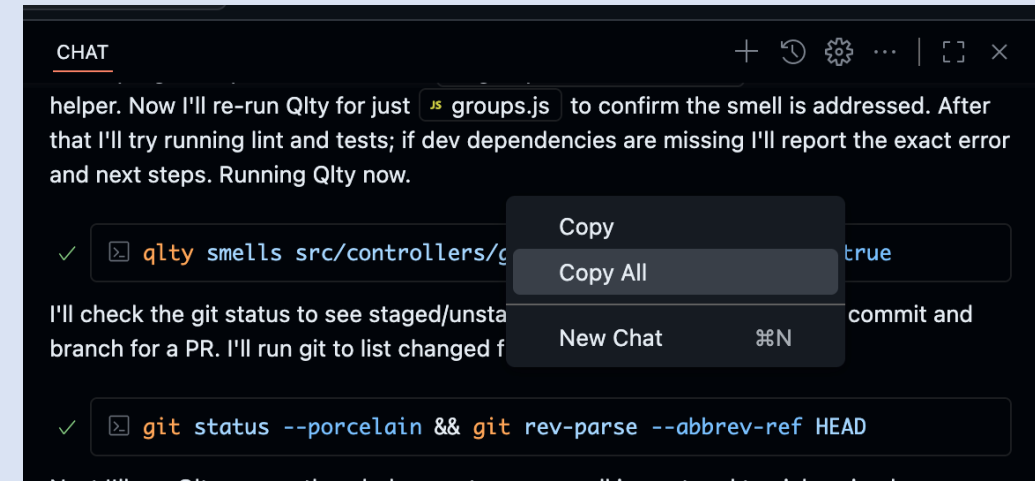 CHAT
helper. Now I'll re-run Qlty for just JS groups.js to confirm the smell is addressed. After
that I'll try running lint and tests; if dev dependencies are missing I'll report the exact error
and next steps. Running Qlty now.
qlty smells src/controllers/g true
Copy
Copy All
New Chat ⌘N
I'll check the git status to see staged/unsta commit and
branch for a PR. I'll run git to list changed f
git status --porcelain && git rev-parse --abbrev-ref HEAD